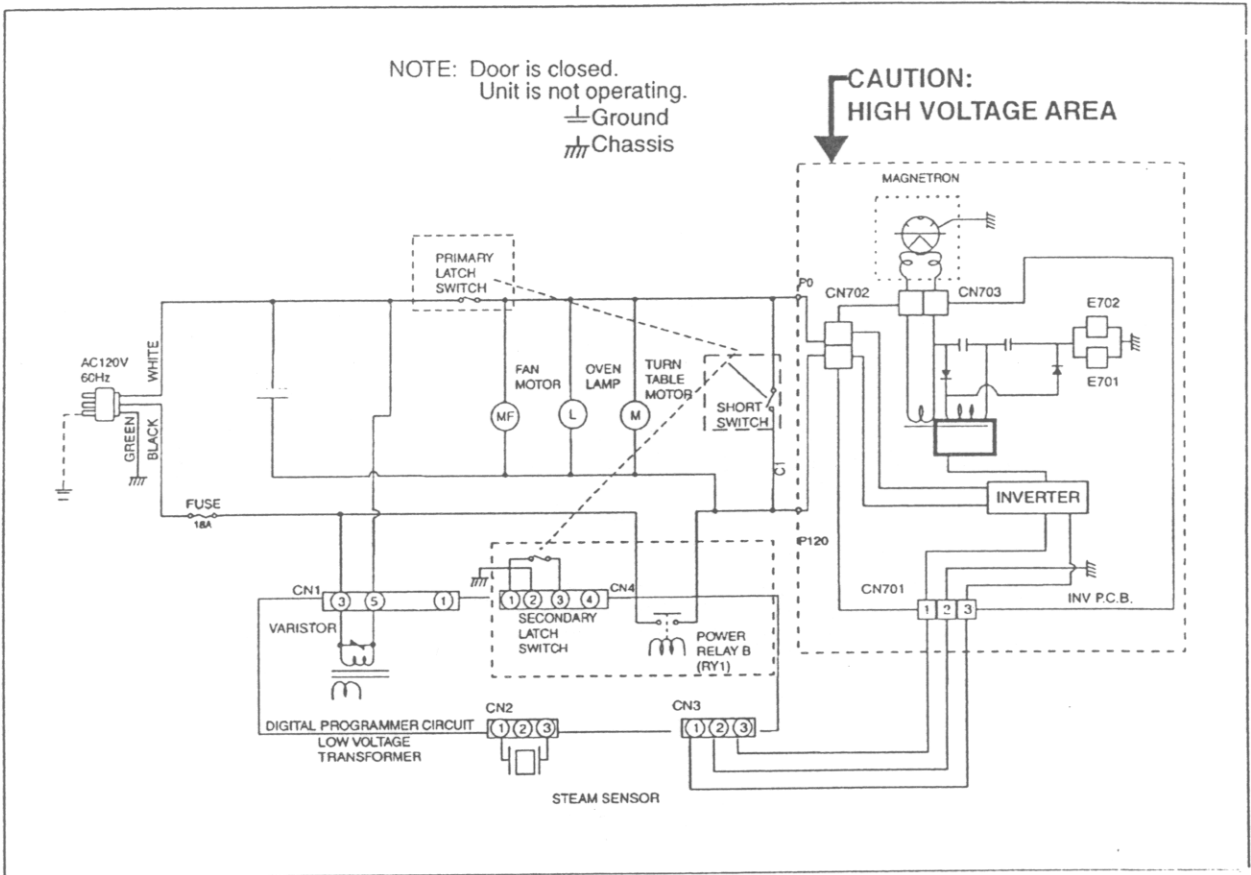 NOTE: Door is closed.
Unit is not operating.
Ground
Chassis
CAUTION:
HIGH VOLTAGE AREA
MAGNETRON
PRIMARY
LATCH
SWITCH
P0
CN702
CN703
E702
E701
AC120V
60Hz
WHITE
GREEN
BLACK
FAN
MOTOR
MF
OVEN
LAMP
L
TURN
TABLE
MOTOR
M
SHORT
SWITCH
C1
FUSE
18A
INVERTER
P120
CN1
3 5 1
VARISTOR
CN4
1 2 3 4
SECONDARY
LATCH
SWITCH
POWER
RELAY B
(RY1)
CN701
1 2 3
INV P.C.B.
DIGITAL PROGRAMMER CIRCUIT
LOW VOLTAGE
TRANSFORMER
CN2
1 2 3
CN3
1 2 3
STEAM SENSOR